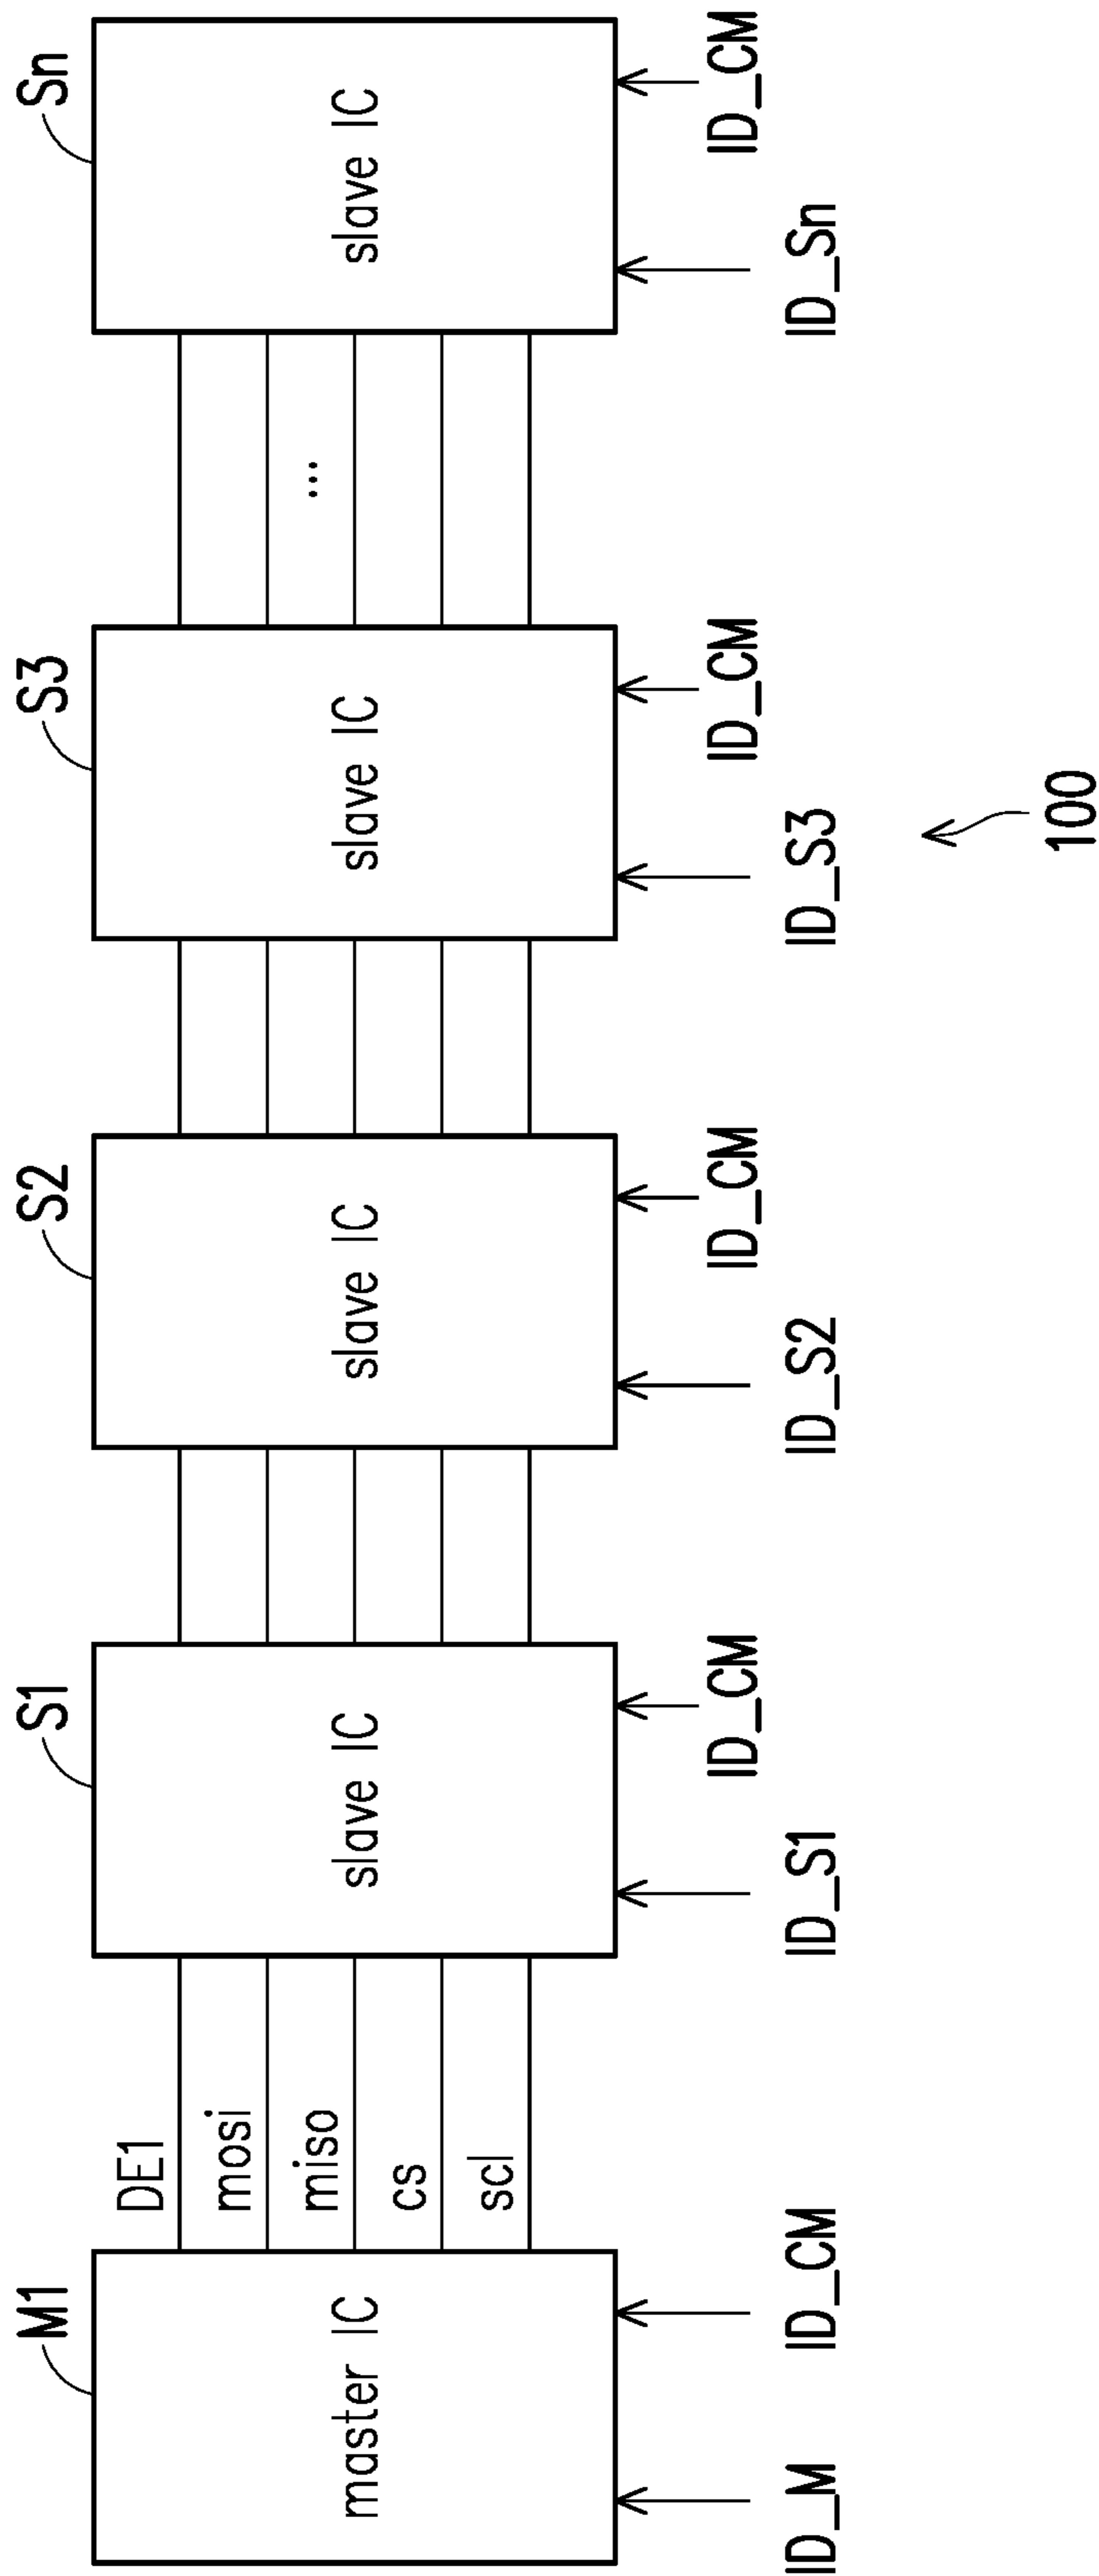 M1
S1
S2
S3
Sn
master IC
DE1
mosi
miso
cs
scl
slave IC
slave IC
slave IC
...
slave IC
ID_M
ID_CM
ID_S1
ID_CM
ID_S2
ID_CM
ID_S3
ID_CM
ID_Sn
ID_CM
100